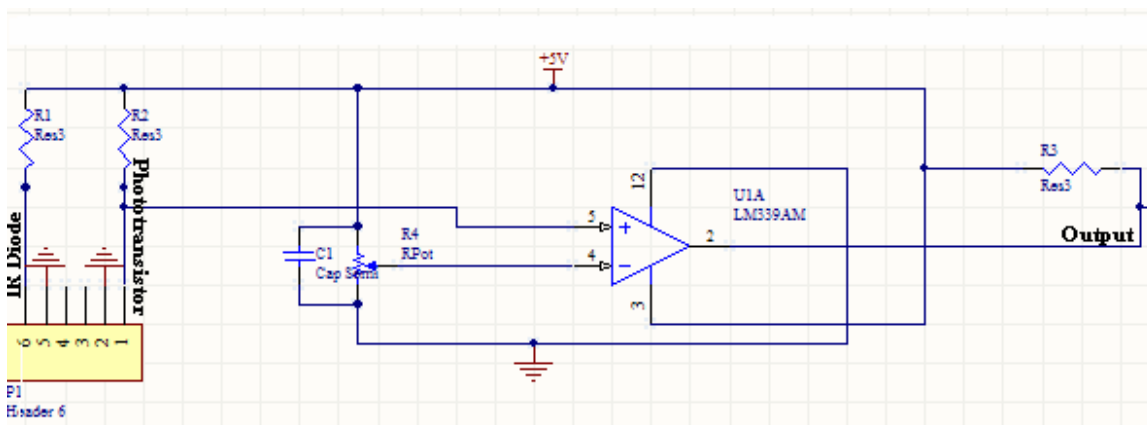 +5V
R1
Res3
R2
Res3
R3
Res3
Phototransistor
IR Diode
12
U1A
LM339AM
5
+
4
−
2
3
Output
R4
RPot
C1
Cap Semi
6
5
4
3
2
1
P1
Header 6